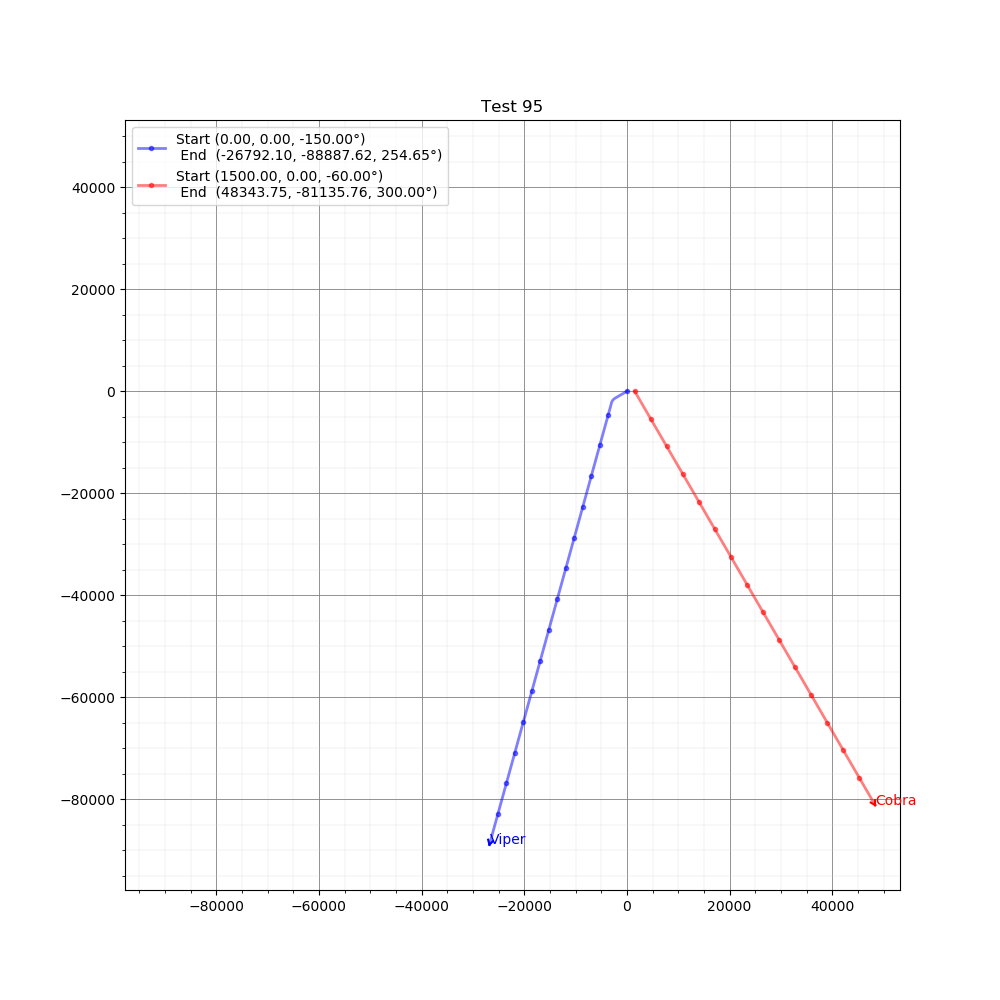 Test 95
Start (0.00, 0.00, -150.00°)
End  (-26792.10, -88887.62, 254.65°)
Start (1500.00, 0.00, -60.00°)
End  (48343.75, -81135.76, 300.00°)
40000
20000
0
−20000
−40000
−60000
−80000
Cobra
Viper
−80000 −60000 −40000 −20000 0 20000 40000